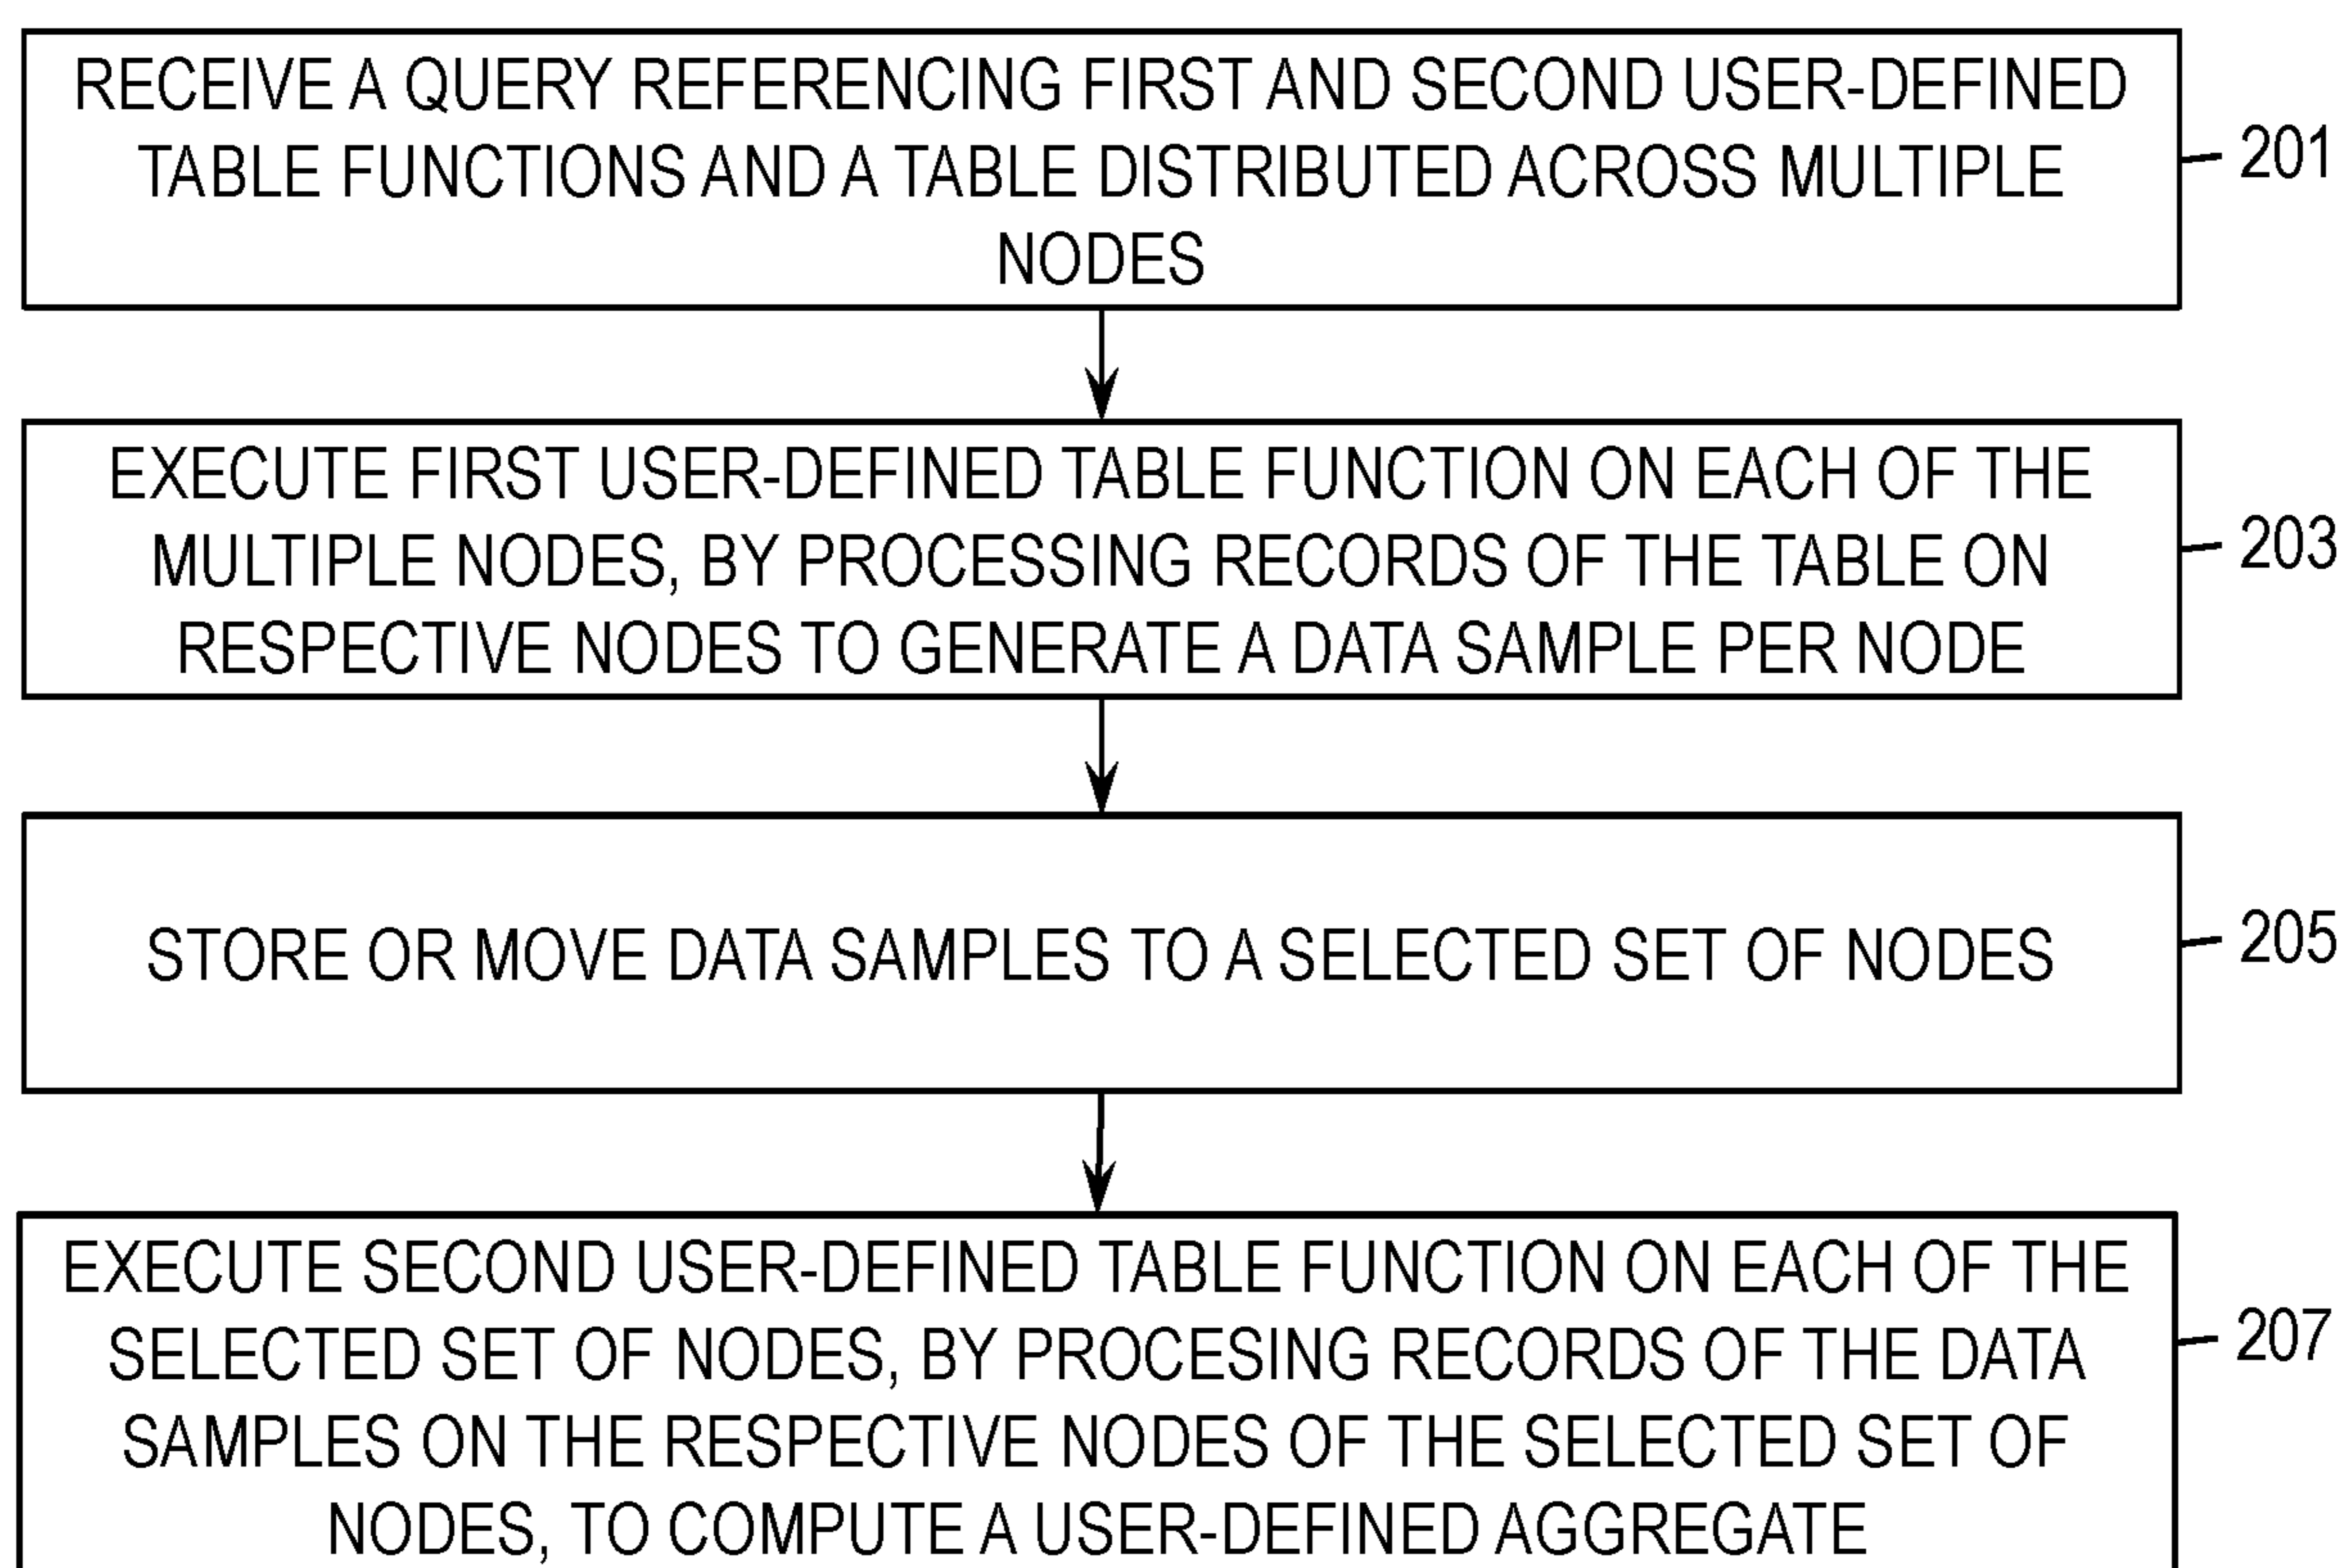 RECEIVE A QUERY REFERENCING FIRST AND SECOND USER-DEFINED
TABLE FUNCTIONS AND A TABLE DISTRIBUTED ACROSS MULTIPLE
NODES
201
EXECUTE FIRST USER-DEFINED TABLE FUNCTION ON EACH OF THE
MULTIPLE NODES, BY PROCESSING RECORDS OF THE TABLE ON
RESPECTIVE NODES TO GENERATE A DATA SAMPLE PER NODE
203
STORE OR MOVE DATA SAMPLES TO A SELECTED SET OF NODES
205
EXECUTE SECOND USER-DEFINED TABLE FUNCTION ON EACH OF THE
SELECTED SET OF NODES, BY PROCESING RECORDS OF THE DATA
SAMPLES ON THE RESPECTIVE NODES OF THE SELECTED SET OF
NODES, TO COMPUTE A USER-DEFINED AGGREGATE
207